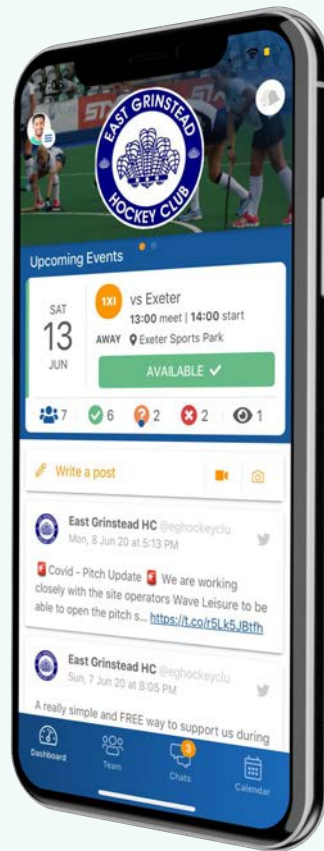 EAST GRINSTEAD
HOCKEY CLUB
Upcoming Events
SAT
13
JUN
1XI
vs Exeter
13:00 meet | 14:00 start
AWAY Exeter Sports Park
AVAILABLE
7 6 2 2 1
Write a post
East Grinstead HC @eghockeyclu
Mon, 8 Jun 20 at 5:13 PM
Covid - Pitch Update We are working
closely with the site operators Wave Leisure to be
able to open the pitch s... https://t.co/r5Lk5JBtfh
East Grinstead HC @eghockeyclu
Sun, 7 Jun 20 at 8:05 PM
A really simple and FREE way to support us during
Dashboard
Team
3
Chats
Calendar